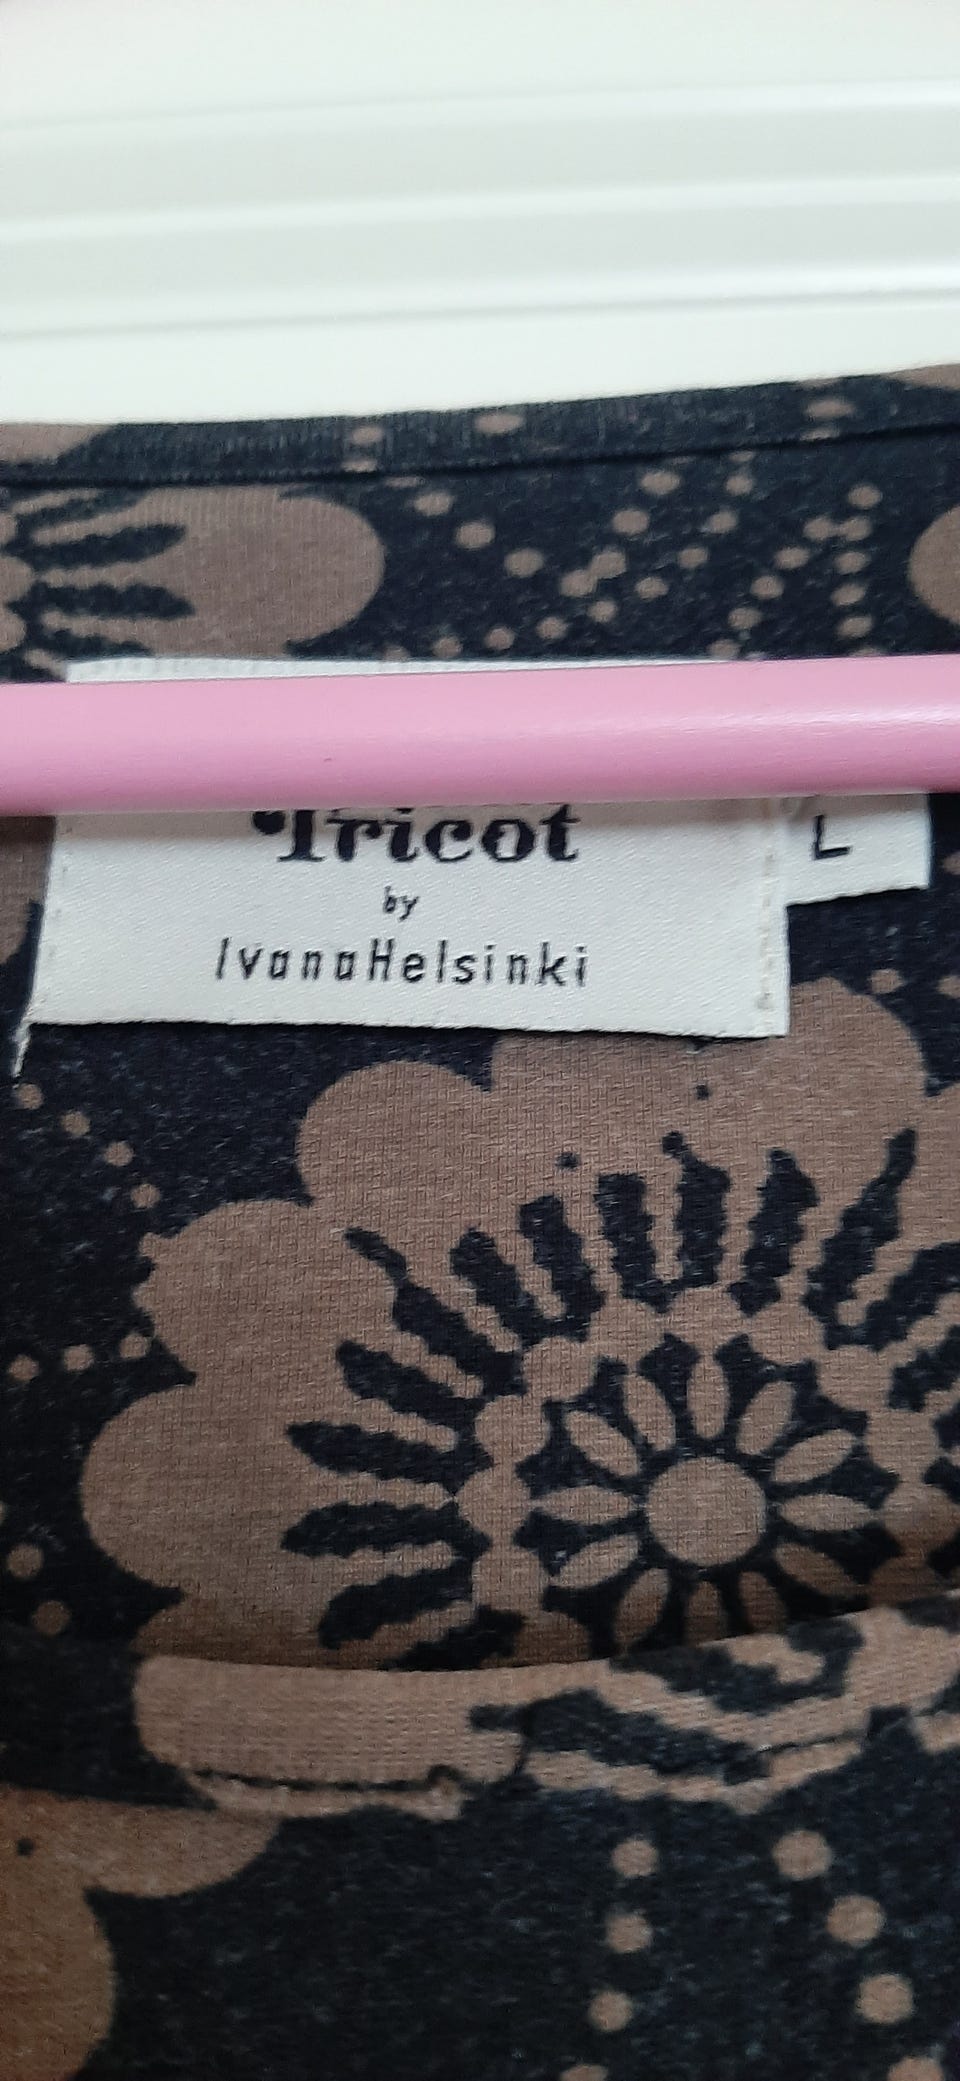 Tricot
by
IvanaHelsinki
L